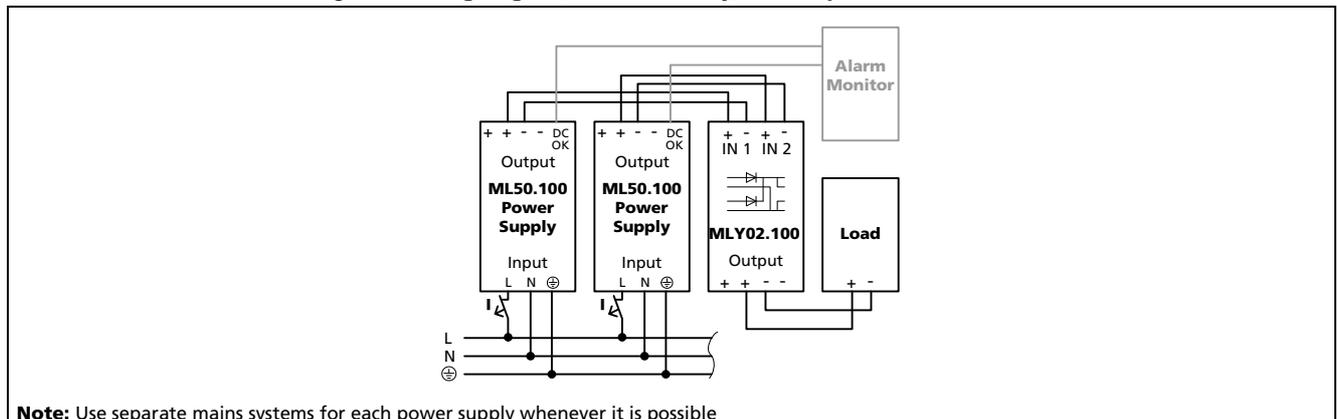 Alarm
Monitor
+ + - - DC
OK
Output
ML50.100
Power
Supply
Input
L N ⏚
I
+ + - - DC
OK
Output
ML50.100
Power
Supply
Input
L N ⏚
I
+ - + -
IN 1 IN 2
MLY02.100
Output
+ + - -
Load
+ -
L
N
⏚
Note: Use separate mains systems for each power supply whenever it is possible